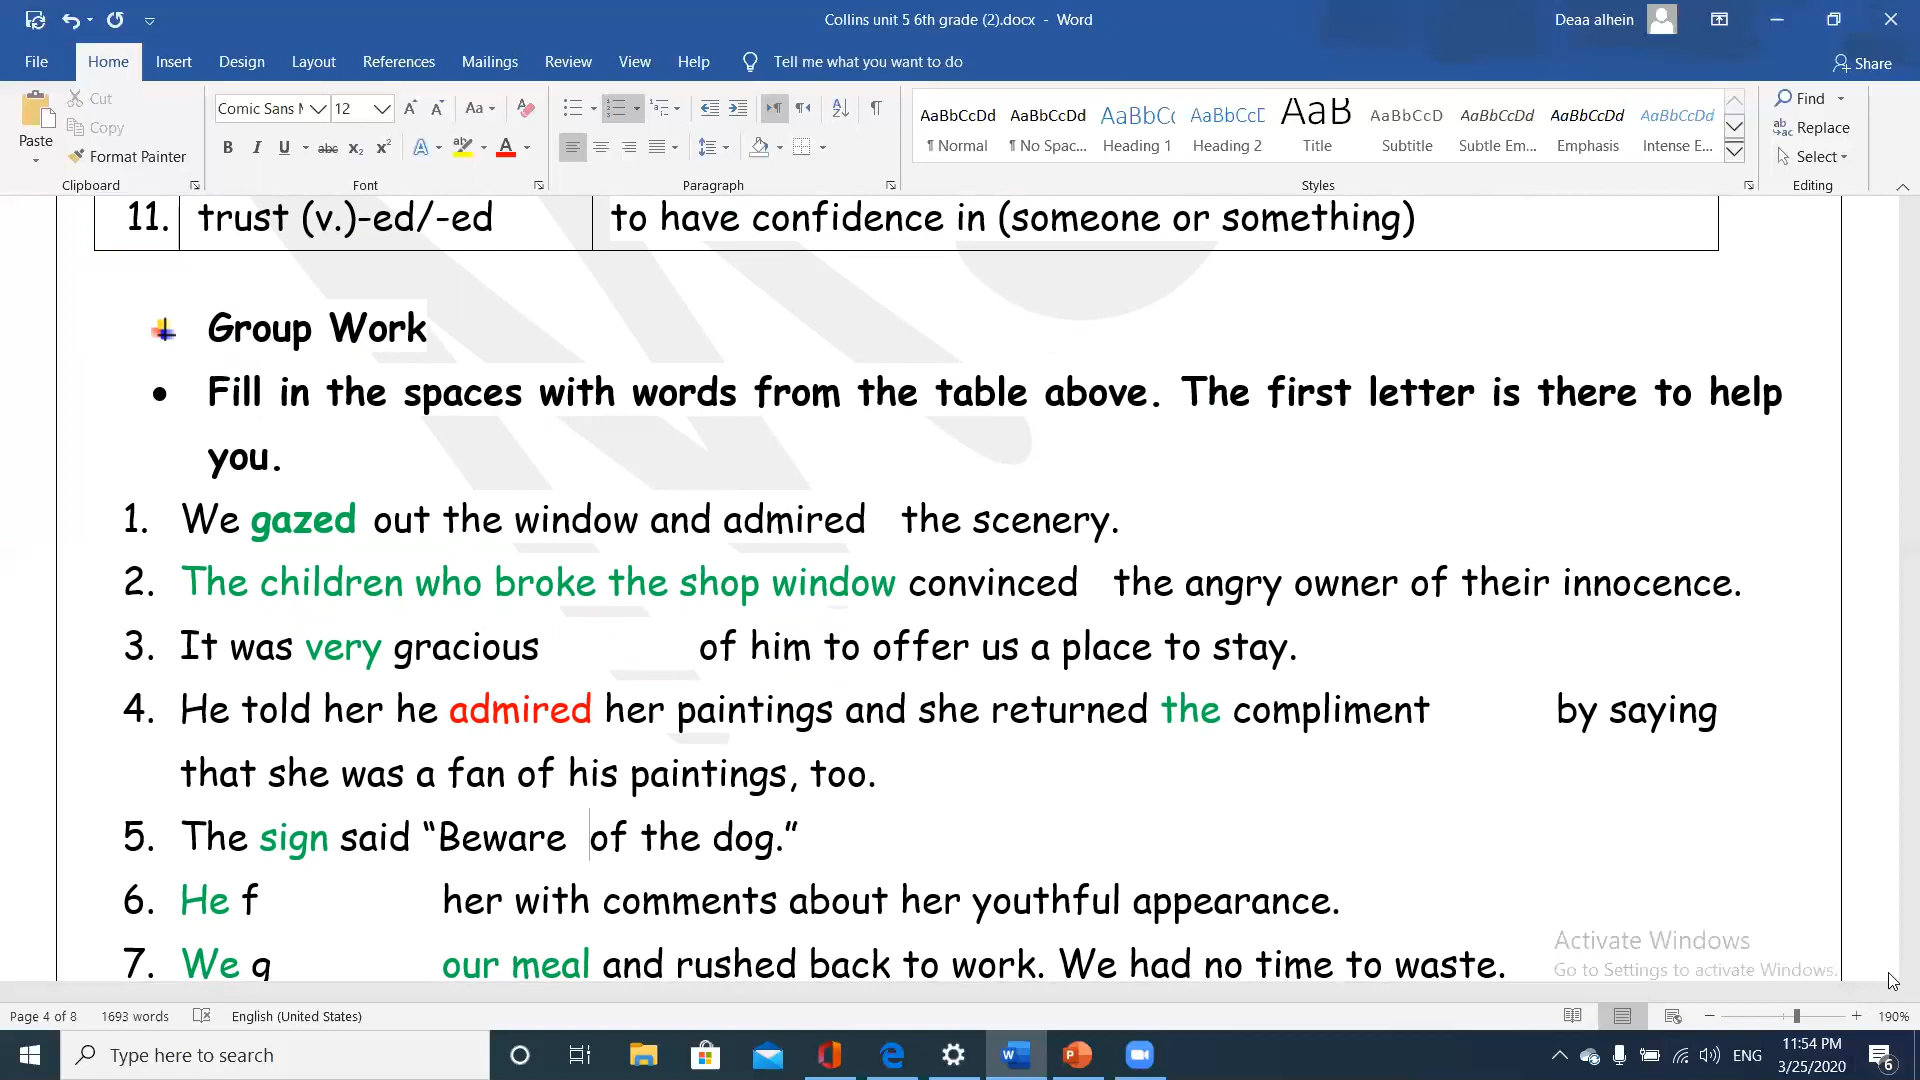 Collins unit 5 6th grade (2).docx - Word
Deaa alhein
File Home Insert Design Layout References Mailings Review View Help Tell me what you want to do
Share
Cut
Copy
Format Painter
Paste
Clipboard
Comic Sans M 12
Font
Paragraph
AaBbCcDd AaBbCcDd AaBbCc AaBbCcD AaB AaBbCcD AaBbCcDd AaBbCcDd AaBbCcDd
¶ Normal ¶ No Spac... Heading 1 Heading 2 Title Subtitle Subtle Em... Emphasis Intense E...
Styles
Find
Replace
Select
Editing
11. trust (v.)-ed/-ed to have confidence in (someone or something)
Group Work
• Fill in the spaces with words from the table above. The first letter is there to help
you.
1. We gazed out the window and admired the scenery.
2. The children who broke the shop window convinced the angry owner of their innocence.
3. It was very gracious of him to offer us a place to stay.
4. He told her he admired her paintings and she returned the compliment by saying
that she was a fan of his paintings, too.
5. The sign said “Beware of the dog.”
6. He f her with comments about her youthful appearance.
7. We g our meal and rushed back to work. We had no time to waste.
Activate Windows
Go to Settings to activate Windows.
Page 4 of 8 1693 words English (United States) 190%
Type here to search
ENG
11:54 PM
3/25/2020
6